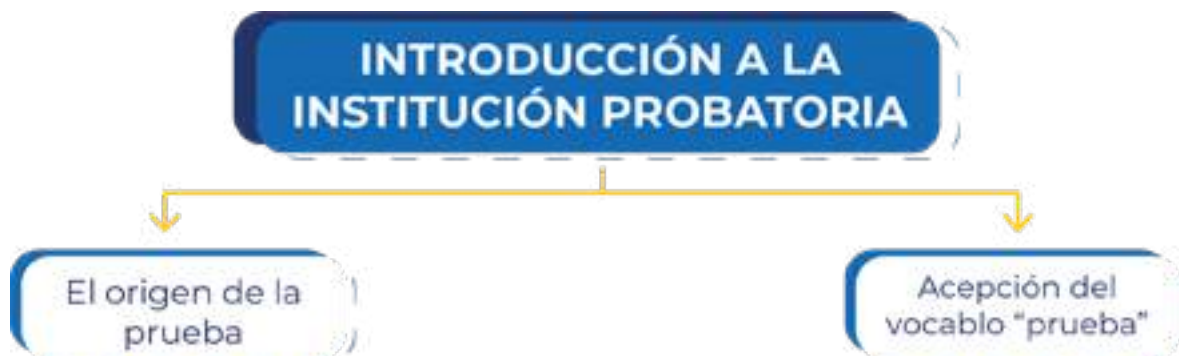 INTRODUCCIÓN A LA
INSTITUCIÓN PROBATORIA
El origen de la
prueba
Acepción del
vocablo “prueba”